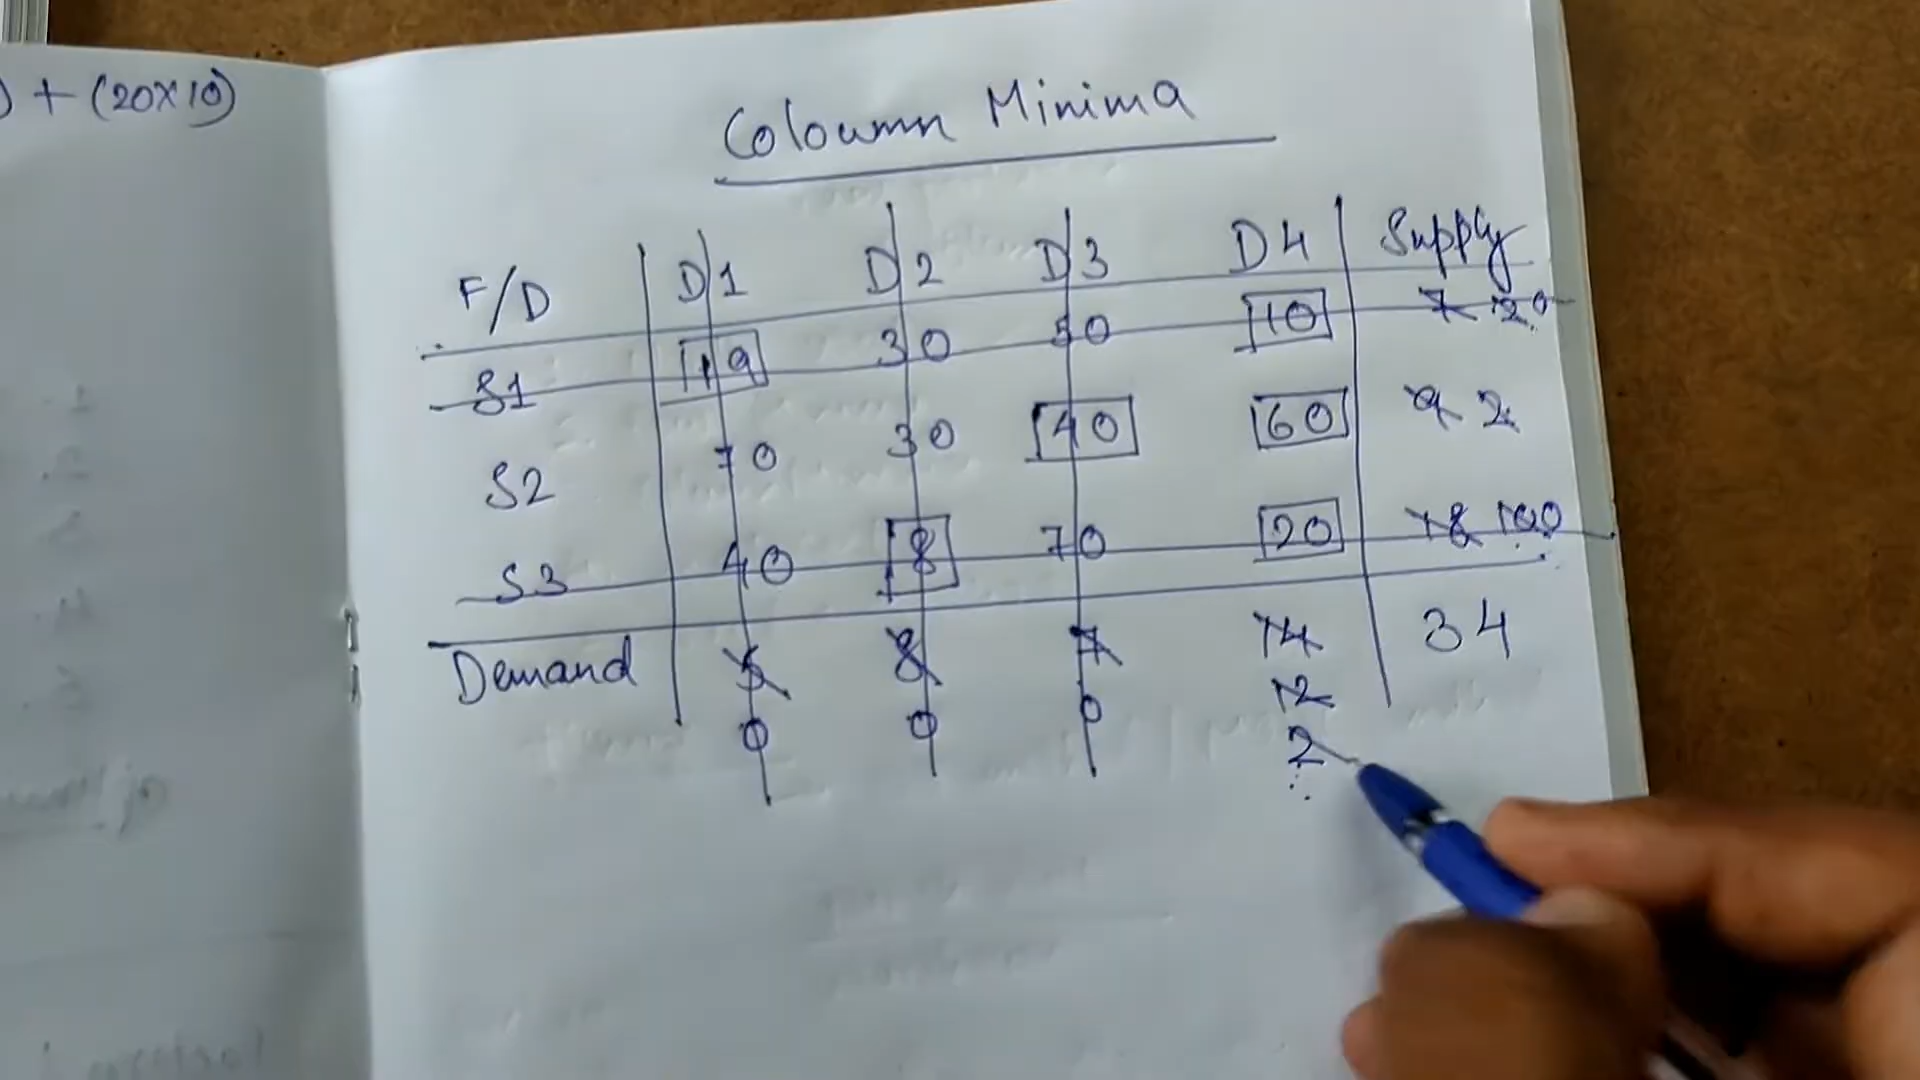 ) + (20X10)
Coloumn Minima
F/D D1 D2 D3 D4 Supply
S1 19 30 50 10 7 2 0
S2 70 30 40 60 9 2
S3 40 8 70 20 18 10 0
Demand 5 8 7 14 34
0 0 0 12
2